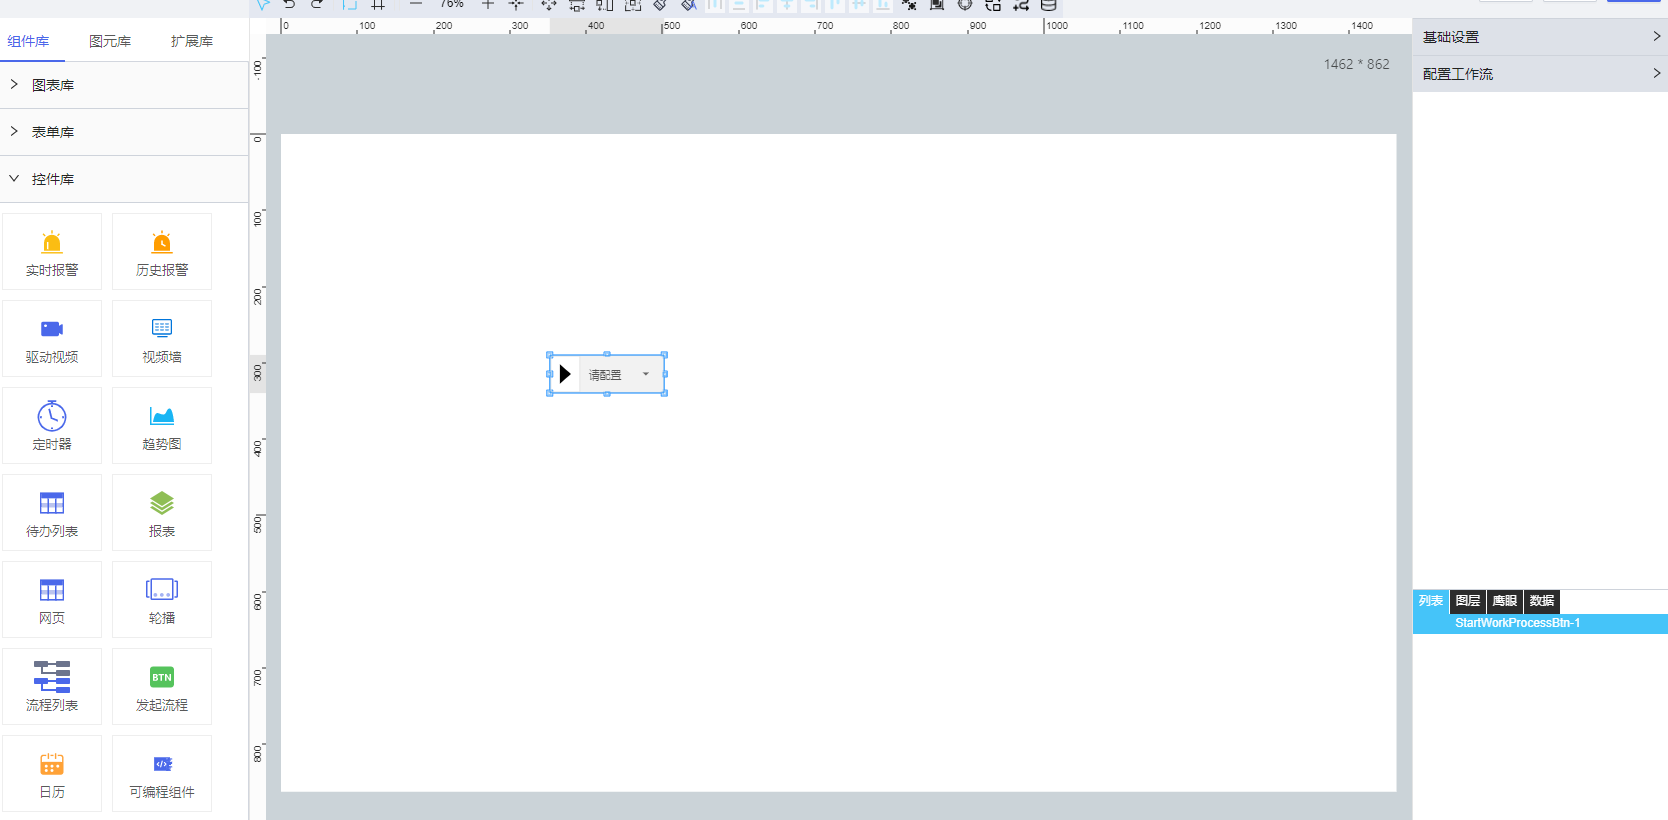 76%
组件库 图元库 扩展库
图表库
表单库
控件库
实时报警 历史报警
驱动视频 视频墙
定时器 趋势图
待办列表 报表
网页 轮播
流程列表 BTN 发起流程
日历 可编程组件
0 100 200 300 400 500 600 700 800 900 1000 1100 1200 1300 1400
-100
0
100
200
300
400
500
600
700
800
1462 * 862
请配置
基础设置
配置工作流
列表 图层 鹰眼 数据
StartWorkProcessBtn-1